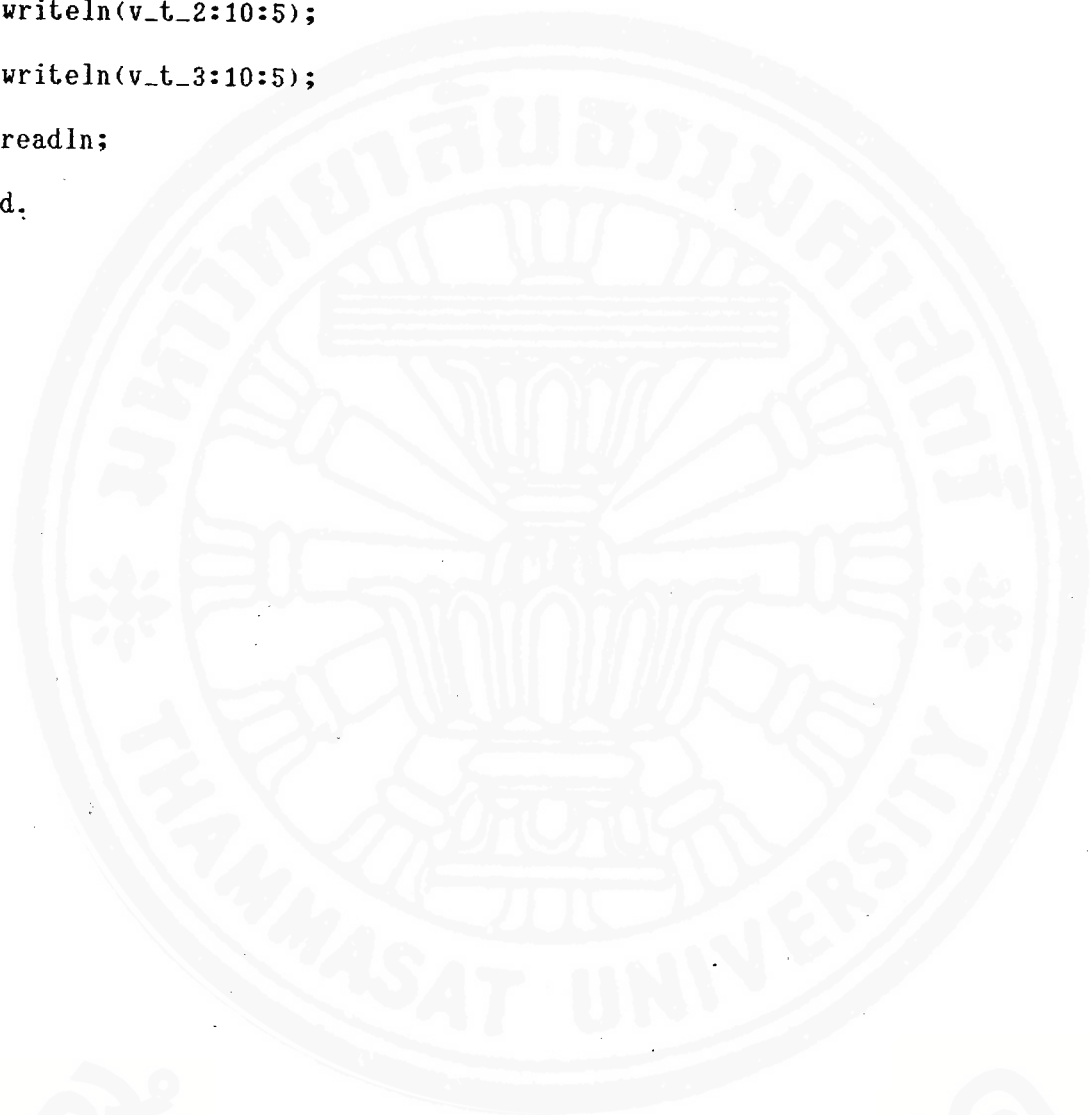 writeln(v_t_2:10:5);
writeln(v_t_3:10:5);
readln;
d.
มหาวิทยาลัยธรรมศาสตร์
THAMMASAT UNIVERSITY